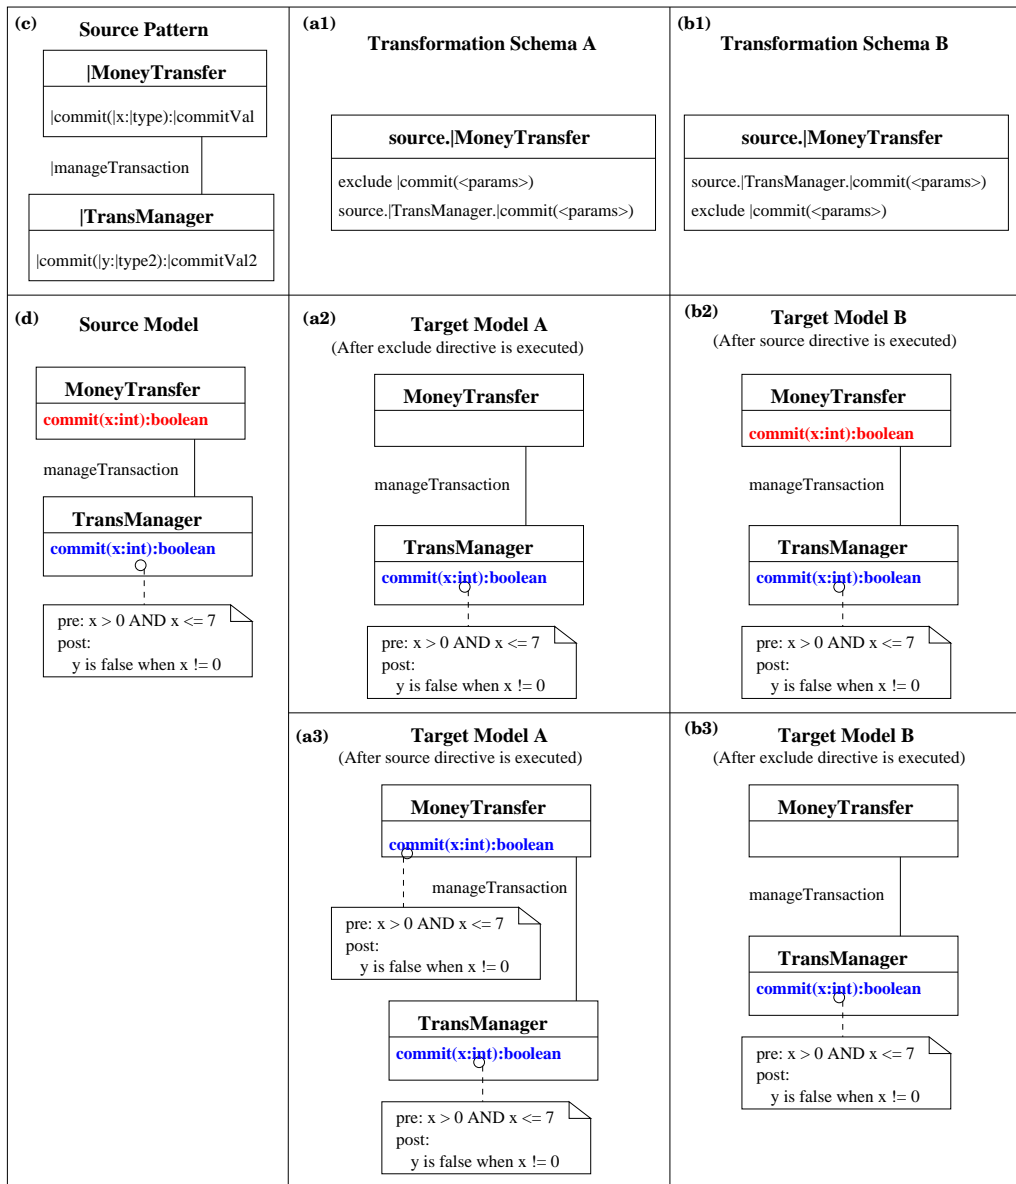 (c)
Source Pattern
|MoneyTransfer
|commit(|x:|type):|commitVal
|manageTransaction
|TransManager
|commit(|y:|type2):|commitVal2
(a1)
Transformation Schema A
source.|MoneyTransfer
exclude |commit(<params>)
source.|TransManager.|commit(<params>)
(b1)
Transformation Schema B
source.|MoneyTransfer
source.|TransManager.|commit(<params>)
exclude |commit(<params>)
(d)
Source Model
MoneyTransfer
commit(x:int):boolean
manageTransaction
TransManager
commit(x:int):boolean
pre: x > 0 AND x <= 7
post:
y is false when x != 0
(a2)
Target Model A
(After exclude directive is executed)
MoneyTransfer
manageTransaction
TransManager
commit(x:int):boolean
pre: x > 0 AND x <= 7
post:
y is false when x != 0
(b2)
Target Model B
(After source directive is executed)
MoneyTransfer
commit(x:int):boolean
manageTransaction
TransManager
commit(x:int):boolean
pre: x > 0 AND x <= 7
post:
y is false when x != 0
(a3)
Target Model A
(After source directive is executed)
MoneyTransfer
commit(x:int):boolean
manageTransaction
pre: x > 0 AND x <= 7
post:
y is false when x != 0
TransManager
commit(x:int):boolean
pre: x > 0 AND x <= 7
post:
y is false when x != 0
(b3)
Target Model B
(After exclude directive is executed)
MoneyTransfer
manageTransaction
TransManager
commit(x:int):boolean
pre: x > 0 AND x <= 7
post:
y is false when x != 0